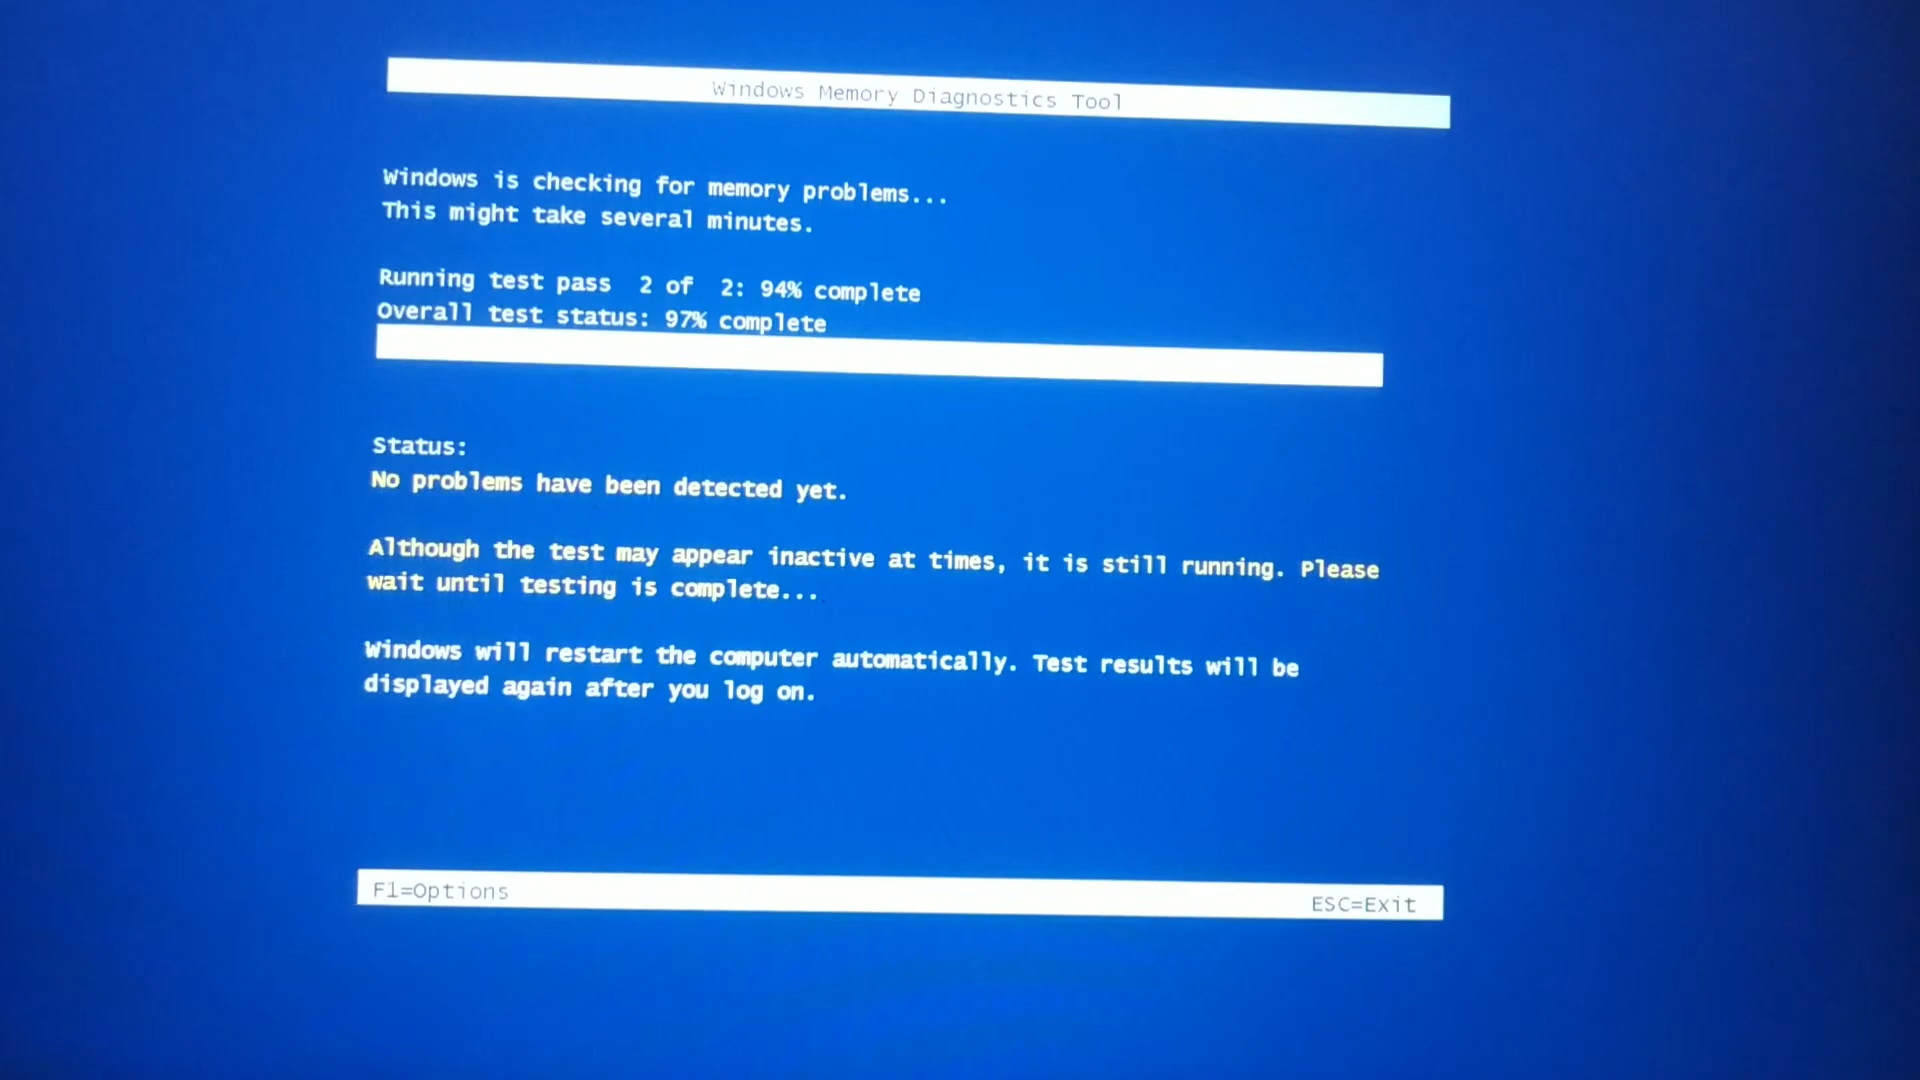 Windows Memory Diagnostics Tool
Windows is checking for memory problems...
This might take several minutes.
Running test pass  2 of  2: 94% complete
Overall test status: 97% complete
Status:
No problems have been detected yet.
Although the test may appear inactive at times, it is still running. Please
wait until testing is complete...
Windows will restart the computer automatically. Test results will be
displayed again after you log on.
F1=Options
ESC=Exit